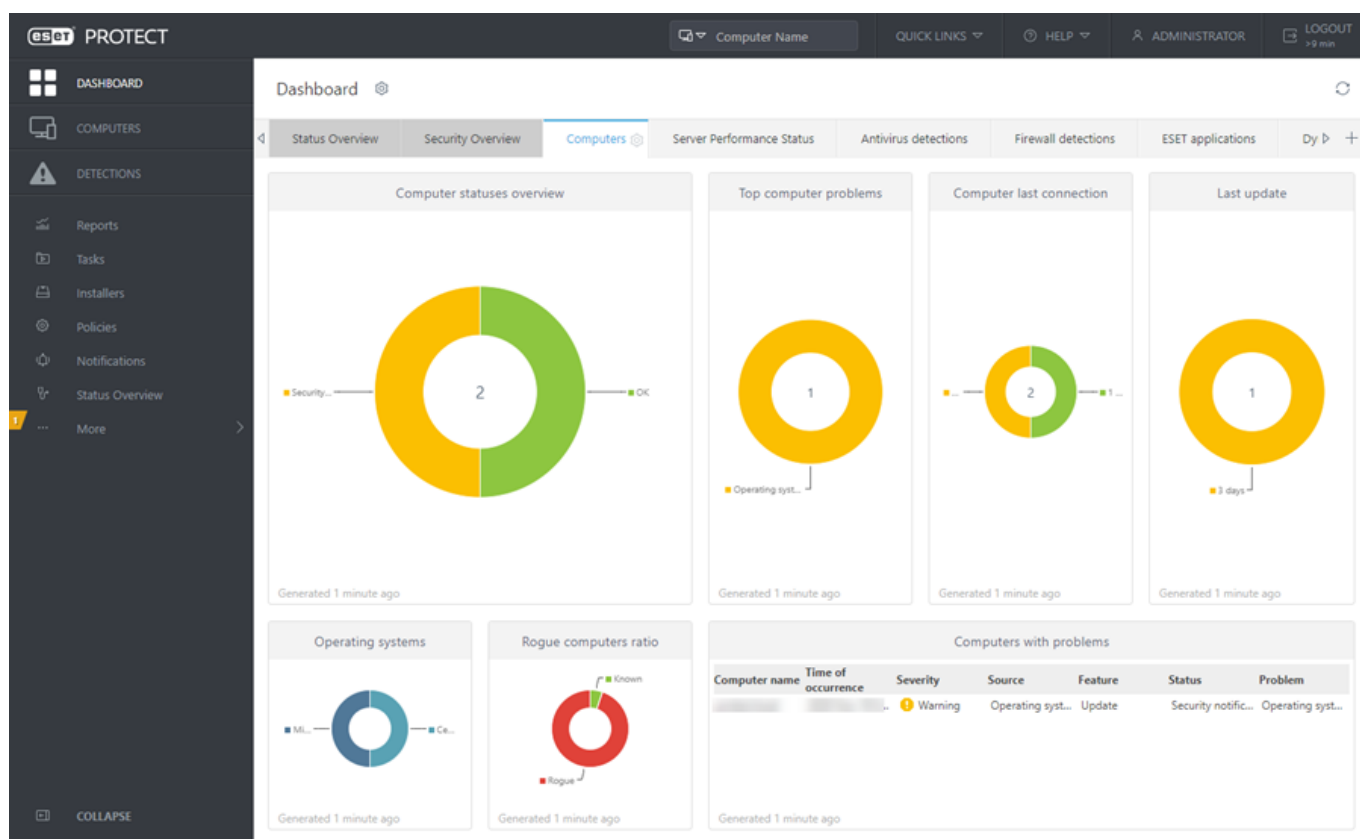 eset PROTECT
Computer Name
QUICK LINKS
HELP
ADMINISTRATOR
LOGOUT
>9 min
DASHBOARD
COMPUTERS
DETECTIONS
Reports
Tasks
Installers
Policies
Notifications
Status Overview
1
More
COLLAPSE
Dashboard
Status Overview
Security Overview
Computers
Server Performance Status
Antivirus detections
Firewall detections
ESET applications
Dy
Computer statuses overview
Security...
2
OK
Generated 1 minute ago
Top computer problems
1
Operating syst...
Generated 1 minute ago
Computer last connection
...
2
1 ...
Generated 1 minute ago
Last update
1
3 days
Generated 1 minute ago
Operating systems
Mi...
Ce...
Generated 1 minute ago
Rogue computers ratio
Known
Rogue
Generated 1 minute ago
Computers with problems
Computer name Time of occurrence Severity Source Feature Status Problem
Warning Operating syst... Update Security notific... Operating syst...
Generated 1 minute ago